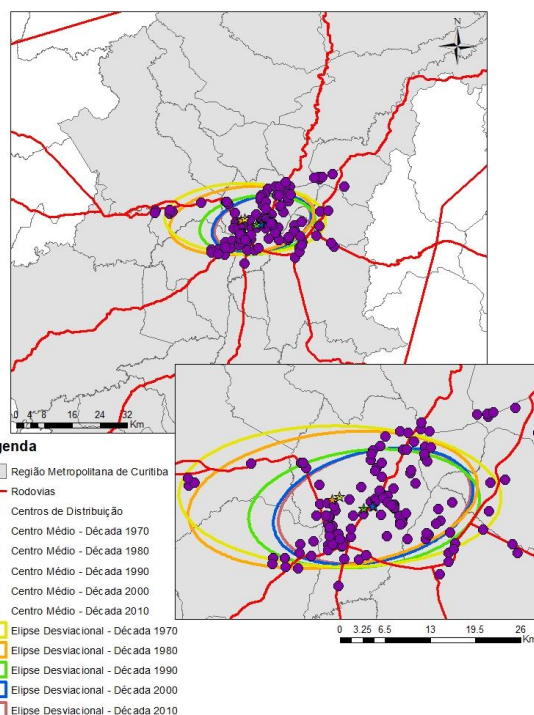 N
0 4 8 16 24 32
Km
genda
Região Metropolitana de Curitiba
Rodovias
Centros de Distribuição
Centro Médio - Década 1970
Centro Médio - Década 1980
Centro Médio - Década 1990
Centro Médio - Década 2000
Centro Médio - Década 2010
Elipse Desviacional - Década 1970
Elipse Desviacional - Década 1980
Elipse Desviacional - Década 1990
Elipse Desviacional - Década 2000
Elipse Desviacional - Década 2010
0 3.25 6.5 13 19.5 26
Km